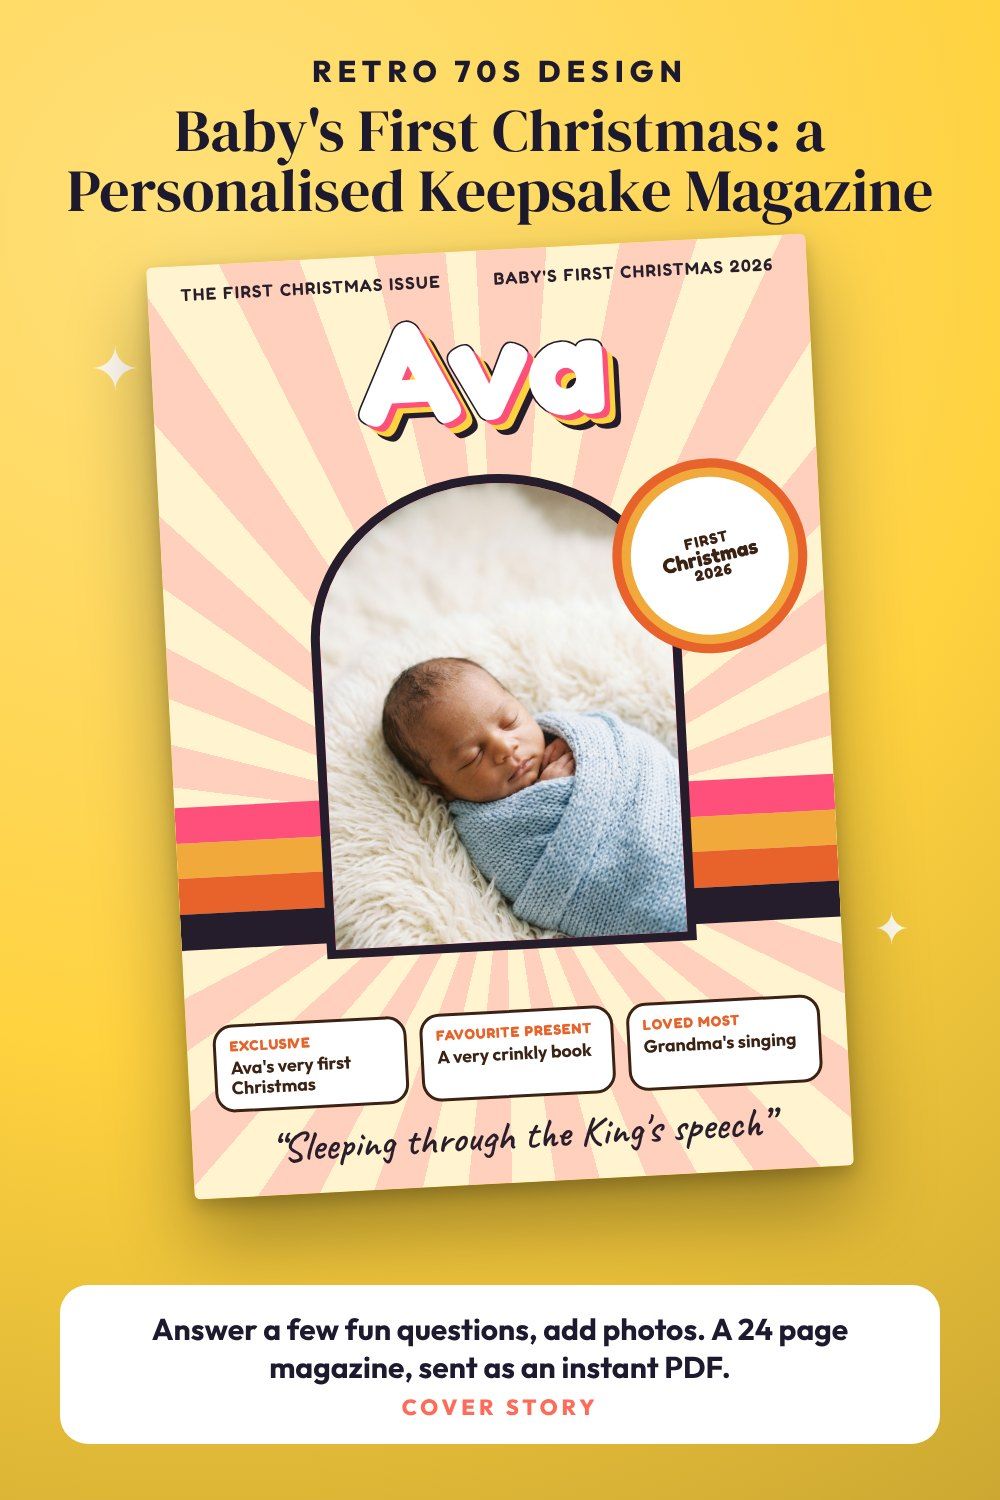 RETRO 70S DESIGN
Baby's First Christmas: a
Personalised Keepsake Magazine
THE FIRST CHRISTMAS ISSUE
BABY'S FIRST CHRISTMAS 2026
Ava
FIRST
Christmas
2026
EXCLUSIVE
Ava's very first
Christmas
FAVOURITE PRESENT
A very crinkly book
LOVED MOST
Grandma's singing
“Sleeping through the King's speech”
Answer a few fun questions, add photos. A 24 page
magazine, sent as an instant PDF.
COVER STORY